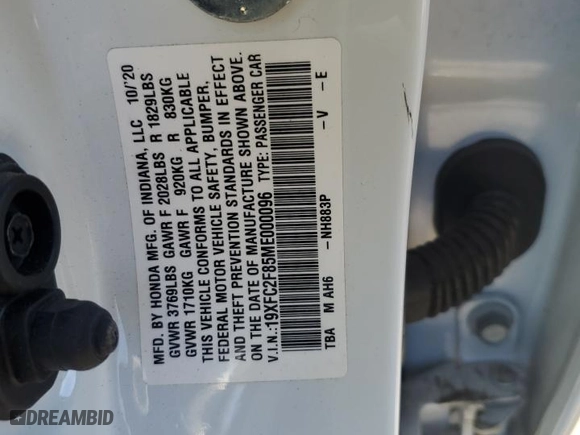 MFD. BY HONDA MFG. OF INDIANA, LLC 10/'20
GVWR 3769LBS GAWR F 2028LBS R 1829LBS
GVWR 1710KG GAWR F 920KG R 830KG
THIS VEHICLE CONFORMS TO ALL APPLICABLE
FEDERAL MOTOR VEHICLE SAFETY, BUMPER,
AND THEFT PREVENTION STANDARDS IN EFFECT
ON THE DATE OF MANUFACTURE SHOWN ABOVE.
V.I.N.:19XFC2F85ME000096 TYPE: PASSENGER CAR
TBA M AH6 -NH883P -V -E
DREAMBID